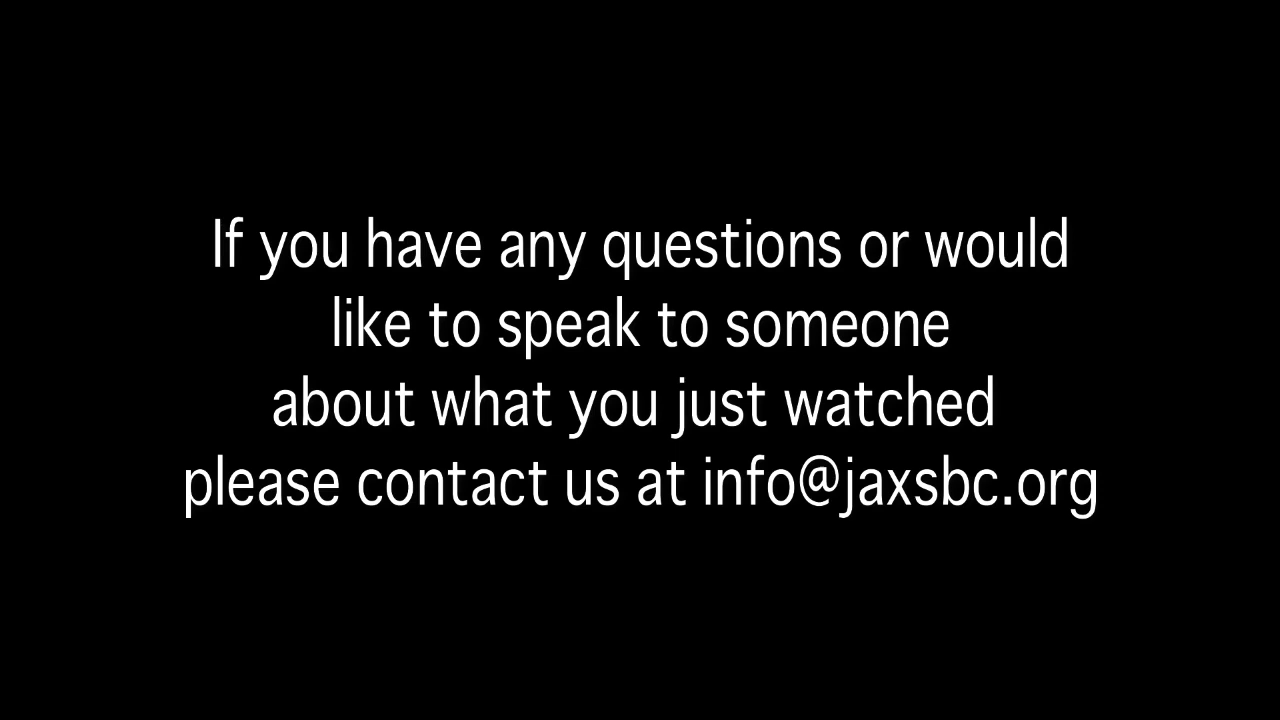 If you have any questions or would
like to speak to someone
about what you just watched
please contact us at info@jaxsbc.org